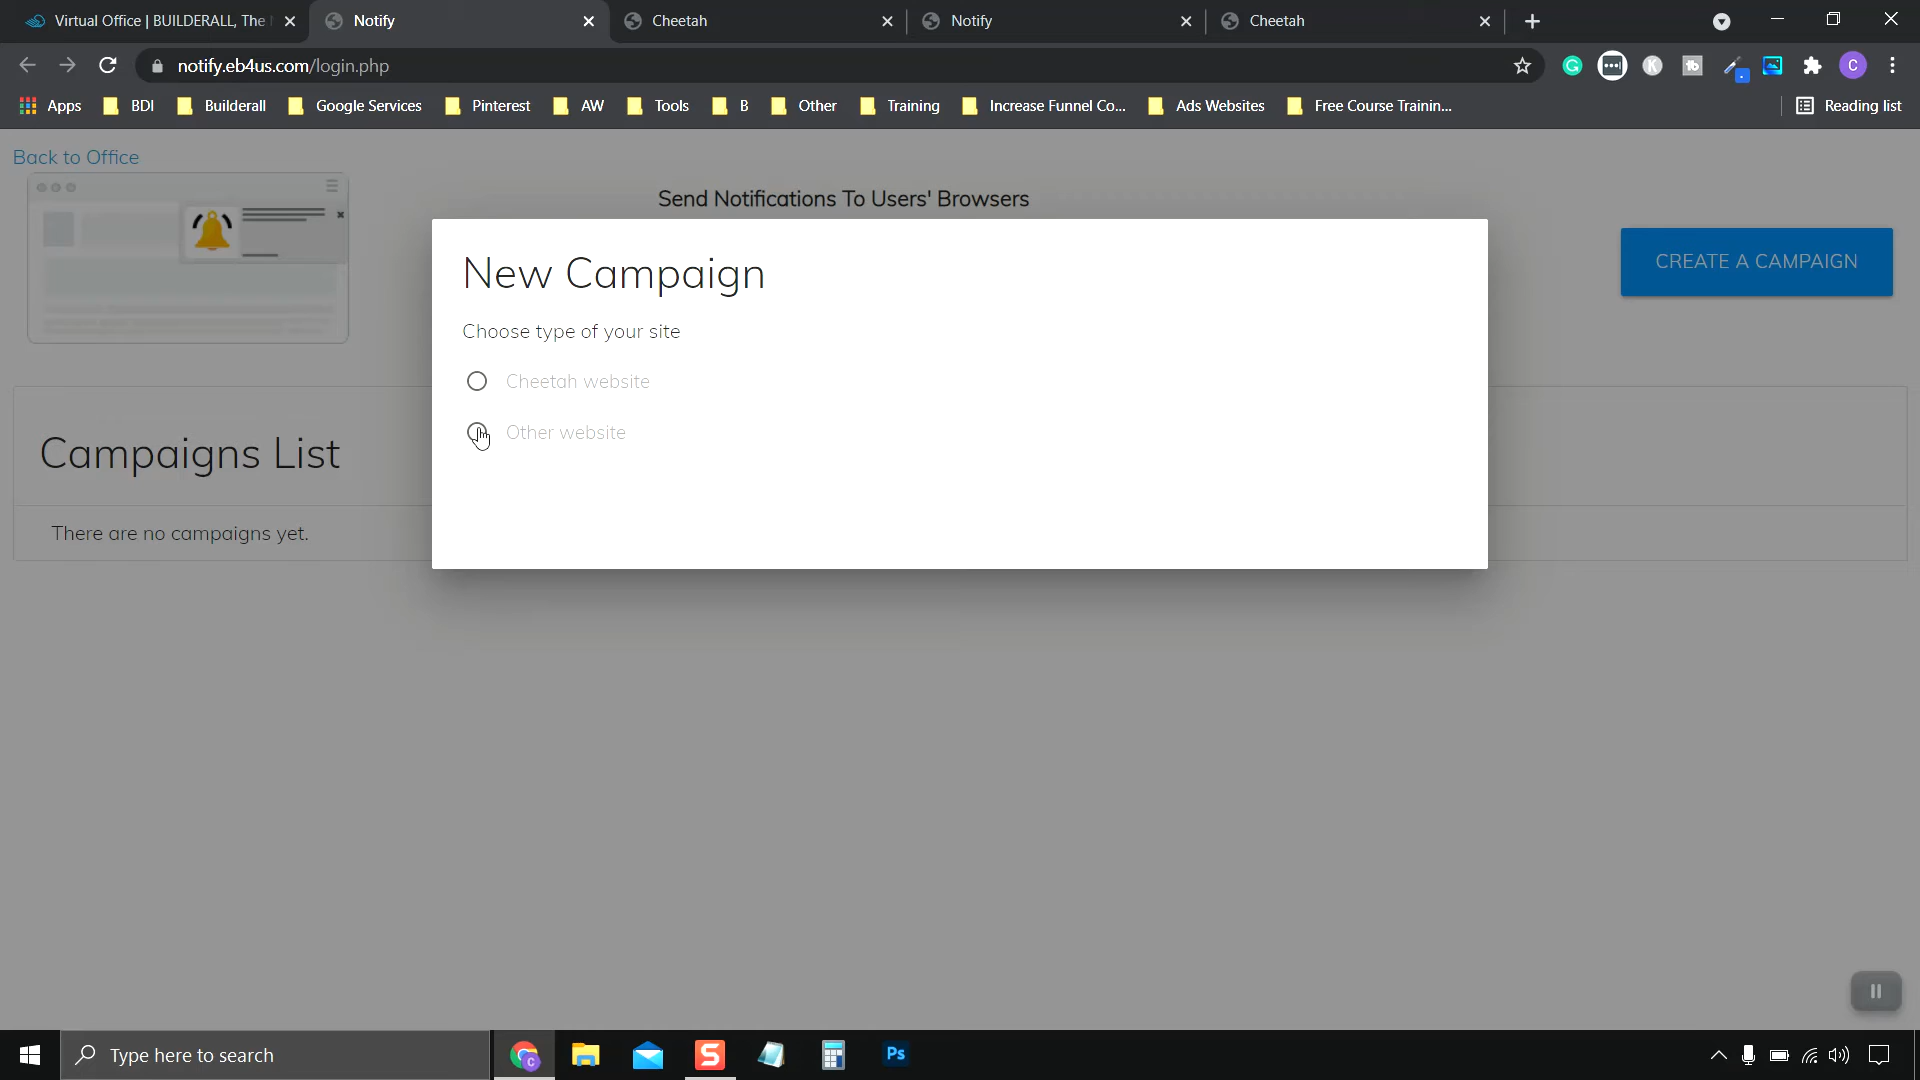 Virtual Office | BUILDERALL, The
Notify
Cheetah
Notify
Cheetah
notify.eb4us.com/login.php
C
Apps
BDI
Builderall
Google Services
Pinterest
AW
Tools
B
Other
Training
Increase Funnel Co...
Ads Websites
Free Course Trainin...
Reading list
Back to Office
Send Notifications To Users' Browsers
CREATE A CAMPAIGN
New Campaign
Choose type of your site
Cheetah website
Other website
Campaigns List
There are no campaigns yet.
Type here to search
C
S
Ps